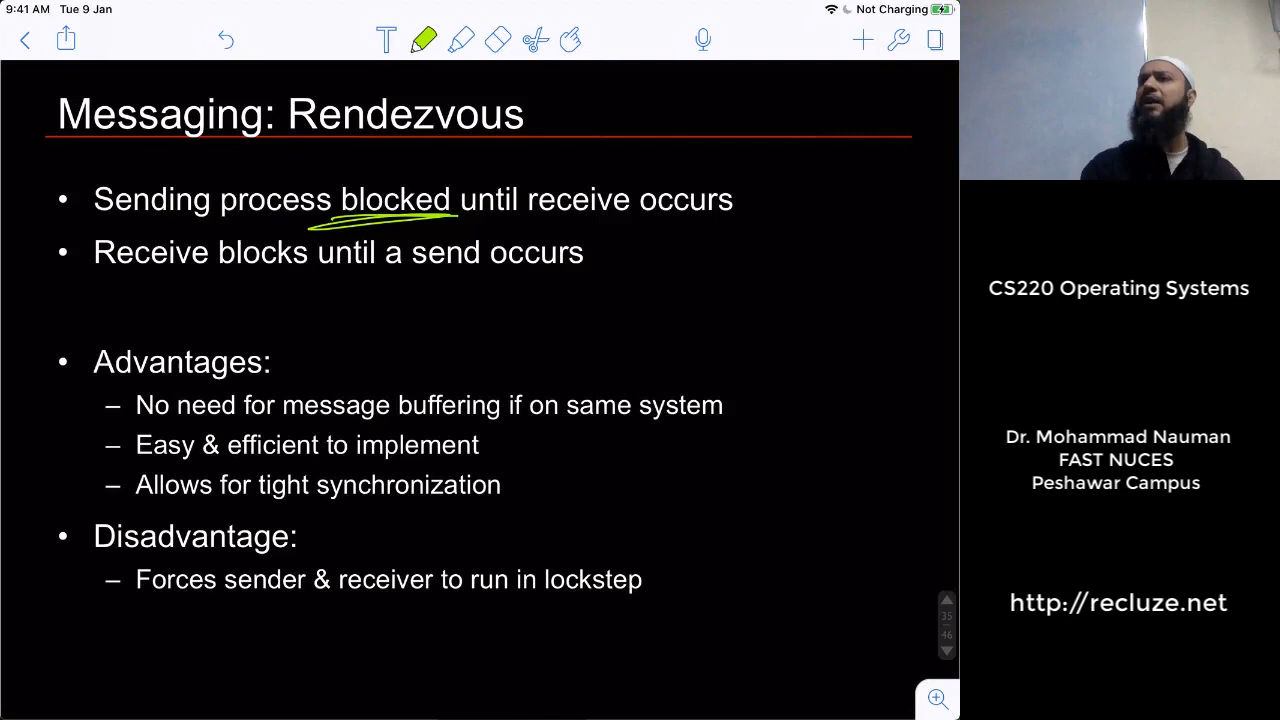 9:41 AM Tue 9 Jan
Not Charging
T
Messaging: Rendezvous
• Sending process blocked until receive occurs
• Receive blocks until a send occurs
• Advantages:
– No need for message buffering if on same system
– Easy & efficient to implement
– Allows for tight synchronization
• Disadvantage:
– Forces sender & receiver to run in lockstep
35
46
CS220 Operating Systems
Dr. Mohammad Nauman
FAST NUCES
Peshawar Campus
http://recluze.net